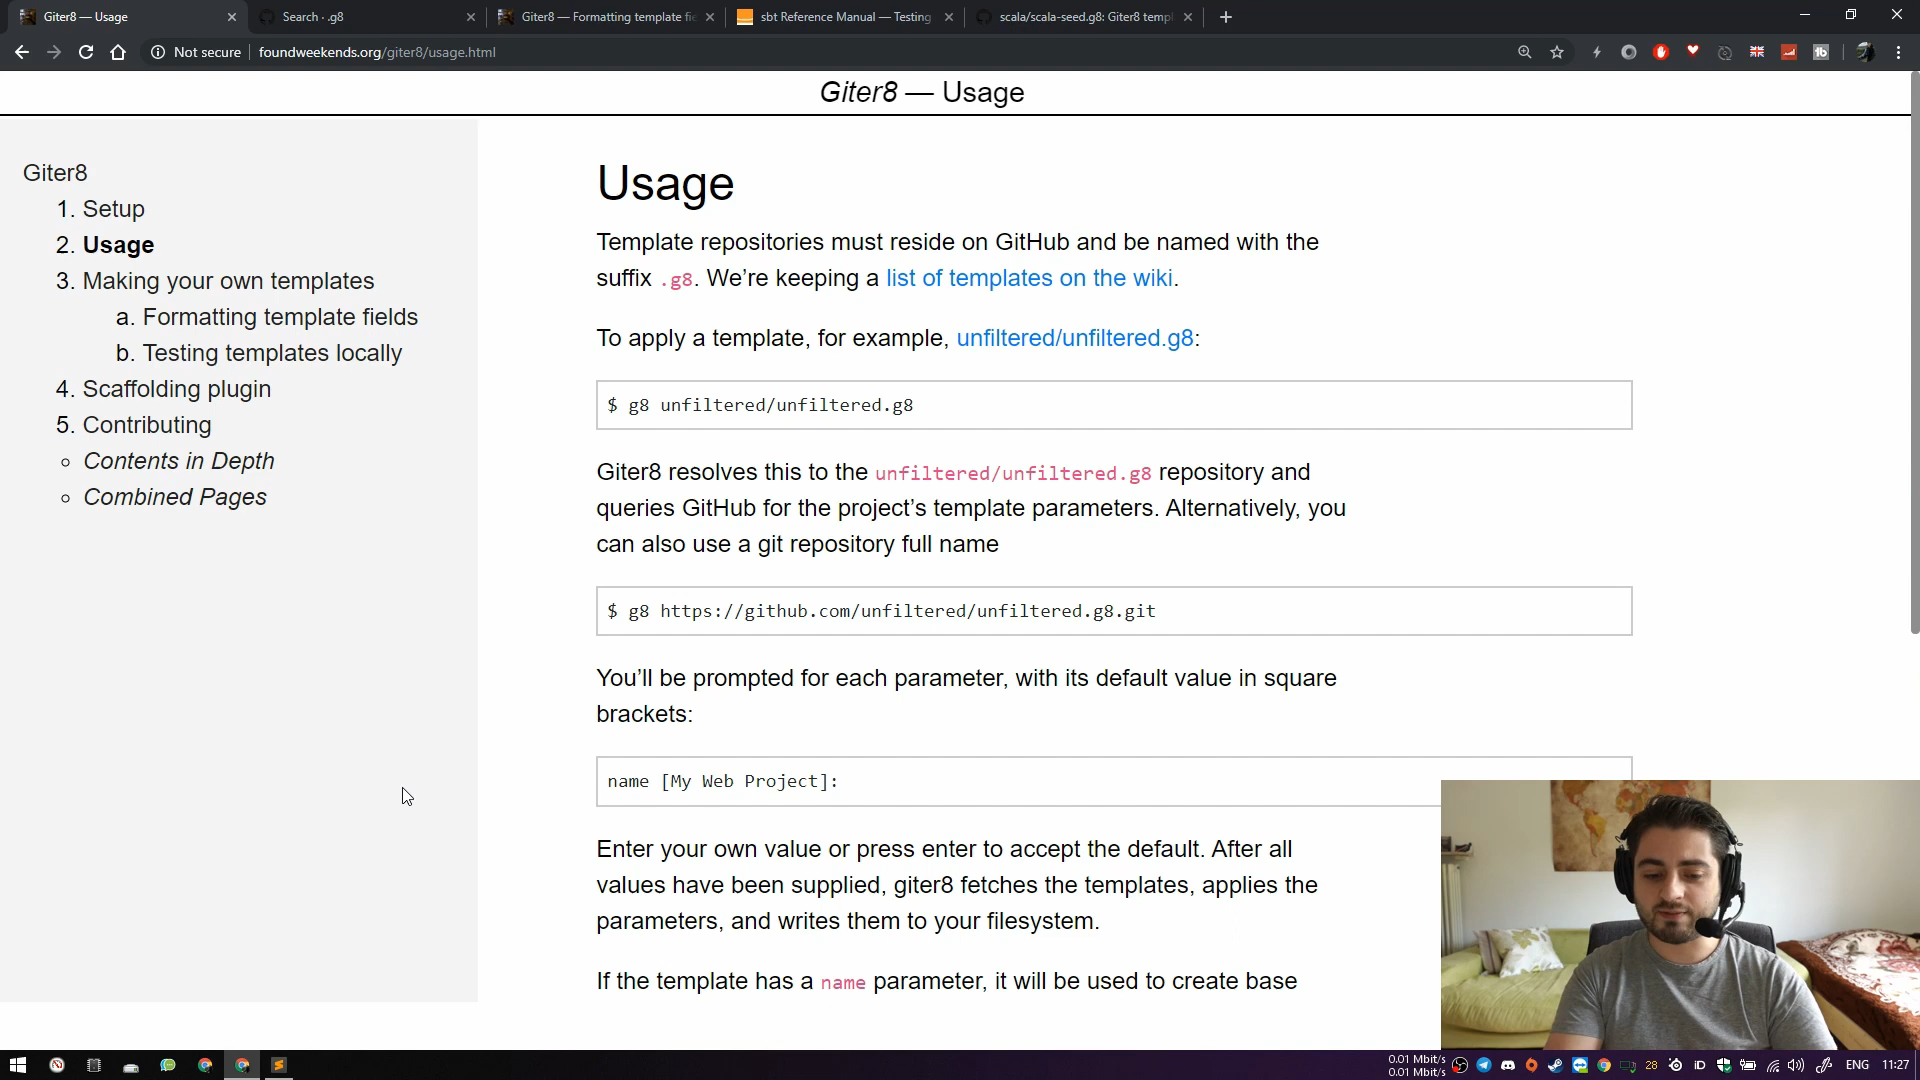 Giter8 — Usage
Search · .g8
Giter8 — Formatting template fie
sbt Reference Manual — Testing
scala/scala-seed.g8: Giter8 templ
Not secure
foundweekends.org/giter8/usage.html
Giter8 — Usage
Giter8
1. Setup
2. Usage
3. Making your own templates
a. Formatting template fields
b. Testing templates locally
4. Scaffolding plugin
5. Contributing
Contents in Depth
Combined Pages
Usage
Template repositories must reside on GitHub and be named with the
suffix .g8. We’re keeping a list of templates on the wiki.
To apply a template, for example, unfiltered/unfiltered.g8:
$ g8 unfiltered/unfiltered.g8
Giter8 resolves this to the unfiltered/unfiltered.g8 repository and
queries GitHub for the project’s template parameters. Alternatively, you
can also use a git repository full name
$ g8 https://github.com/unfiltered/unfiltered.g8.git
You’ll be prompted for each parameter, with its default value in square
brackets:
name [My Web Project]:
Enter your own value or press enter to accept the default. After all
values have been supplied, giter8 fetches the templates, applies the
parameters, and writes them to your filesystem.
If the template has a name parameter, it will be used to create base
0.01 Mbit/s
0.01 Mbit/s
28
iD
ENG
11:27